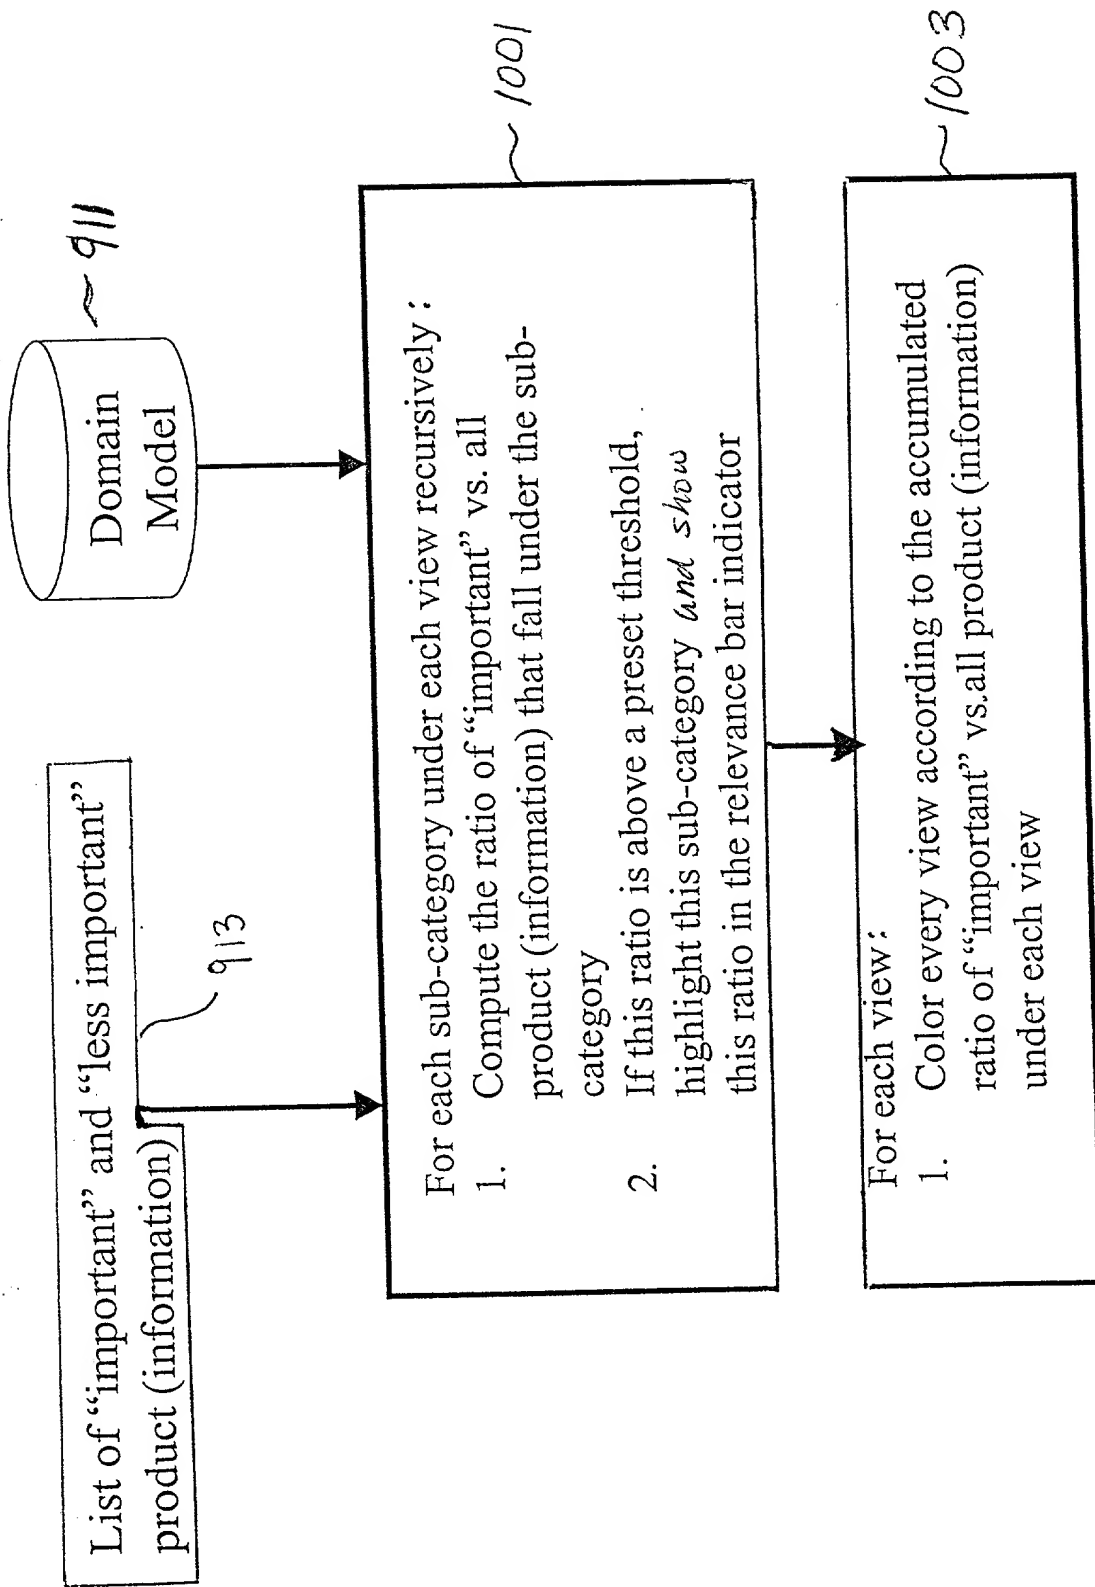 List of “important” and “less important”
product (information)
913
Domain
Model
~ 911
For each sub-category under each view recursively:
1. Compute the ratio of “important” vs. all
product (information) that fall under the sub-
category
2. If this ratio is above a preset threshold,
highlight this sub-category and show
this ratio in the relevance bar indicator
1001
For each view:
1. Color every view according to the accumulated
ratio of “important” vs.all product (information)
under each view
1003